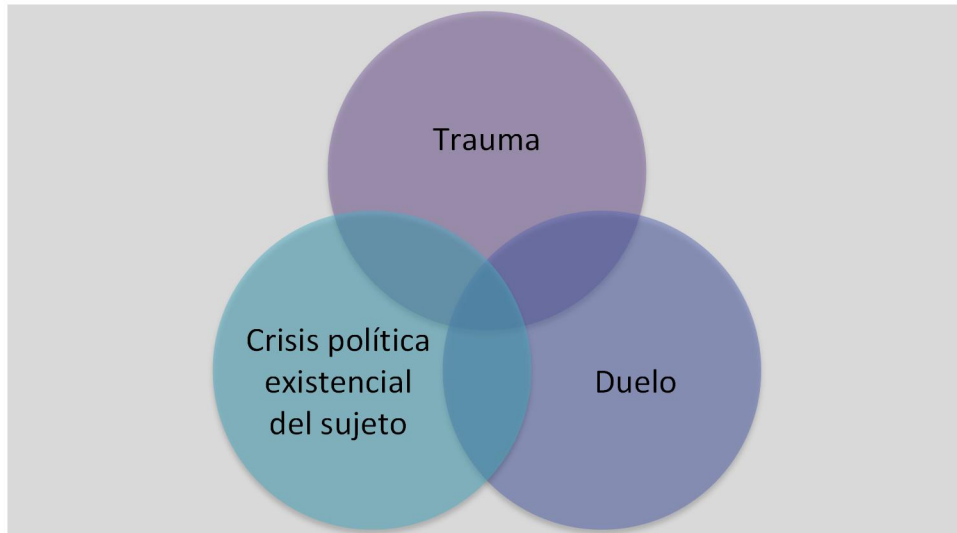 Trauma
Crisis política
existencial
del sujeto
Duelo